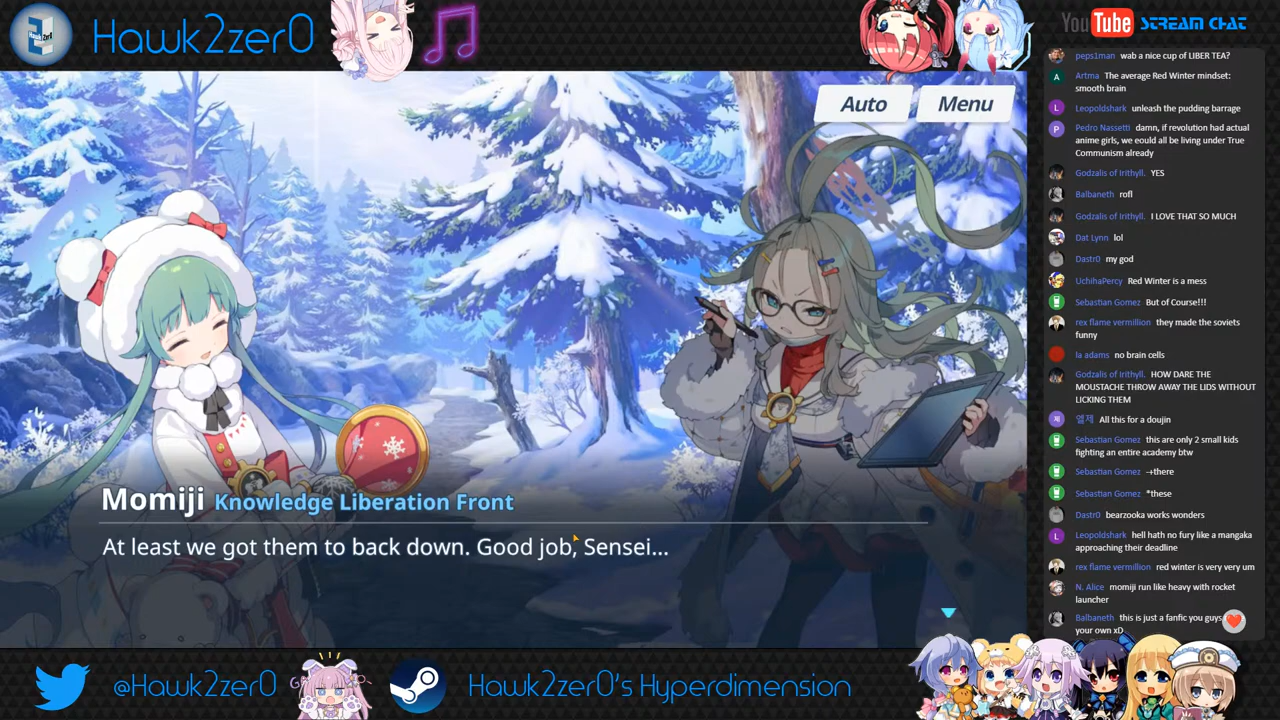 Hawk2zer0
YouTube STREAM CHAT
Auto
Menu
Momiji Knowledge Liberation Front
At least we got them to back down. Good job, Sensei...
peps1man wab a nice cup of LIBER TEA?
A
Artma The average Red Winter mindset:
smooth brain
L
Leopoldshark unleash the pudding barrage
P
Pedro Nassetti damn, if revolution had actual
anime girls, we eould all be living under True
Communism already
Godzalis of Irithyll. YES
Balbaneth rofl
Godzalis of Irithyll. I LOVE THAT SO MUCH
Dat Lynn lol
Dastr0 my god
UchihaPercy Red Winter is a mess
Sebastian Gomez But of Course!!!
rex flame vermillion they made the soviets
funny
la adams no brain cells
Godzalis of Irithyll. HOW DARE THE
MOUSTACHE THROW AWAY THE LIDS WITHOUT
LICKING THEM
엘제 All this for a doujin
Sebastian Gomez this are only 2 small kids
fighting an entire academy btw
Sebastian Gomez -+there
Sebastian Gomez *these
Dastr0 bearzooka works wonders
L
Leopoldshark hell hath no fury like a mangaka
approaching their deadline
rex flame vermillion red winter is very very um
N. Alice momiji run like heavy with rocket
launcher
Balbaneth this is just a fanfic you guys
your own xD
@Hawk2zer0
Hawk2zer0's Hyperdimension